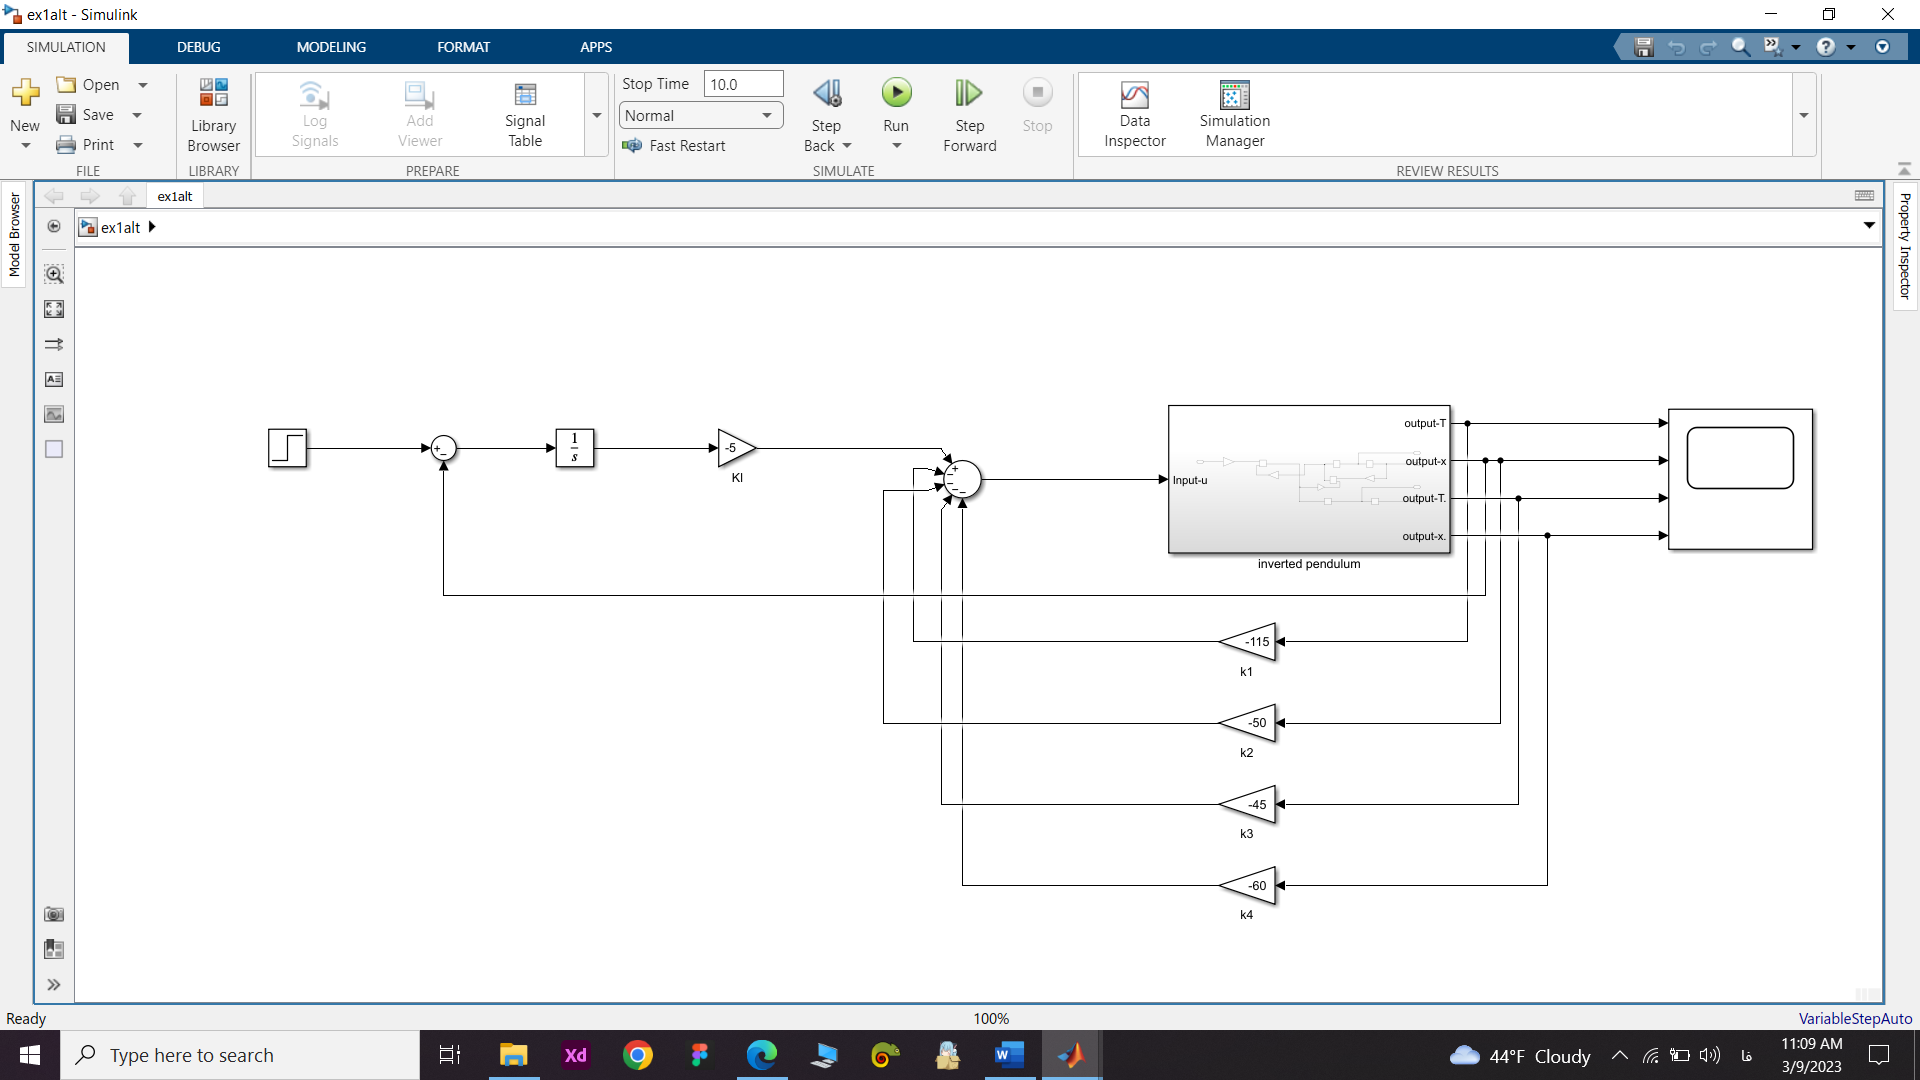 ex1alt - Simulink
SIMULATION DEBUG MODELING FORMAT APPS
New
Open
Save
Print
FILE
Library Browser
LIBRARY
Log Signals
Add Viewer
Signal Table
PREPARE
Stop Time 10.0
Normal
Fast Restart
Step Back
Run
Step Forward
Stop
SIMULATE
Data Inspector
Simulation Manager
REVIEW RESULTS
Model Browser
Property Inspector
ex1alt
ex1alt
1
s
-5
KI
Input-u
output-T
output-x
output-T.
output-x.
inverted pendulum
-115
k1
-50
k2
-45
k3
-60
k4
Ready 100% VariableStepAuto
Type here to search
Xd
W
44°F Cloudy
فا
11:09 AM
3/9/2023